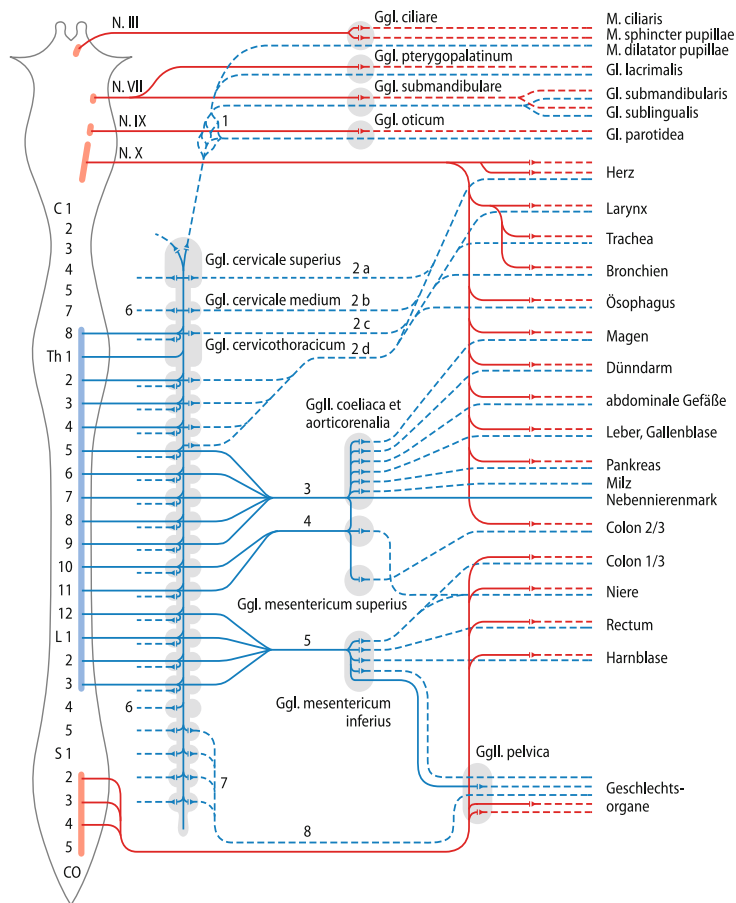 N. III
N. VII
N. IX
N. X
C 1
2
3
4
5
6
7
8
Th 1
2
3
4
5
6
7
8
9
10
11
12
L 1
2
3
4
6
5
S 1
2
3
4
5
CO
1
Ggl. ciliare
Ggl. pterygopalatinum
Ggl. submandibulare
Ggl. oticum
Ggl. cervicale superius
2 a
Ggl. cervicale medium
2 b
2 c
Ggl. cervicothoracicum
2 d
Ggll. coeliaca et
aorticorenalia
3
4
Ggl. mesentericum superius
5
Ggl. mesentericum
inferius
7
8
Ggll. pelvica
M. ciliaris
M. sphincter pupillae
M. dilatator pupillae
Gl. lacrimalis
Gl. submandibularis
Gl. sublingualis
Gl. parotidea
Herz
Larynx
Trachea
Bronchien
Ösophagus
Magen
Dünndarm
abdominale Gefäße
Leber, Gallenblase
Pankreas
Milz
Nebennierenmark
Colon 2/3
Colon 1/3
Niere
Rectum
Harnblase
Geschlechts-
organe